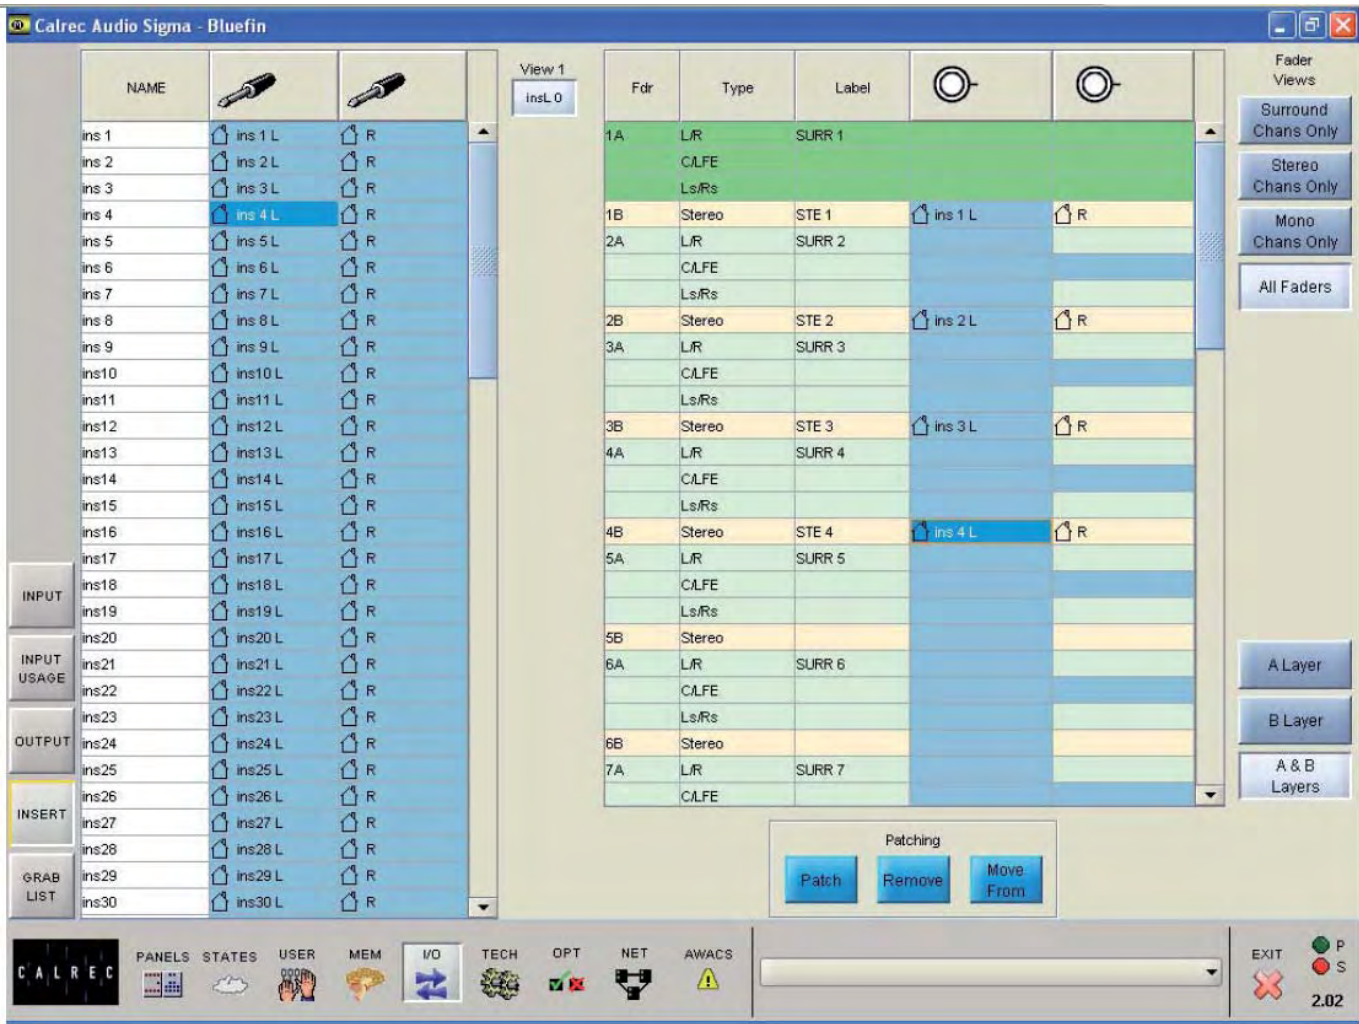 Calrec Audio Sigma - Bluefin
NAME
ins 1 ins 1 L R
ins 2 ins 2 L R
ins 3 ins 3 L R
ins 4 ins 4 L R
ins 5 ins 5 L R
ins 6 ins 6 L R
ins 7 ins 7 L R
ins 8 ins 8 L R
ins 9 ins 9 L R
ins10 ins10 L R
ins11 ins11 L R
ins12 ins12 L R
ins13 ins13 L R
ins14 ins14 L R
ins15 ins15 L R
ins16 ins16 L R
ins17 ins17 L R
ins18 ins18 L R
ins19 ins19 L R
ins20 ins20 L R
ins21 ins21 L R
ins22 ins22 L R
ins23 ins23 L R
ins24 ins24 L R
ins25 ins25 L R
ins26 ins26 L R
ins27 ins27 L R
ins28 ins28 L R
ins29 ins29 L R
ins30 ins30 L R
View 1
insL 0
Fdr Type Label
1A L/R SURR 1
C/LFE
Ls/Rs
1B Stereo STE 1 ins 1 L R
2A L/R SURR 2
C/LFE
Ls/Rs
2B Stereo STE 2 ins 2 L R
3A L/R SURR 3
C/LFE
Ls/Rs
3B Stereo STE 3 ins 3 L R
4A L/R SURR 4
C/LFE
Ls/Rs
4B Stereo STE 4 ins 4 L R
5A L/R SURR 5
C/LFE
Ls/Rs
5B Stereo
6A L/R SURR 6
C/LFE
Ls/Rs
6B Stereo
7A L/R SURR 7
C/LFE
Fader
Views
Surround
Chans Only
Stereo
Chans Only
Mono
Chans Only
All Faders
A Layer
B Layer
A & B
Layers
INPUT
INPUT
USAGE
OUTPUT
INSERT
GRAB
LIST
Patching
Patch Remove Move
From
CALREC
PANELS STATES USER MEM I/O TECH OPT NET AWACS
EXIT P
S
2.02